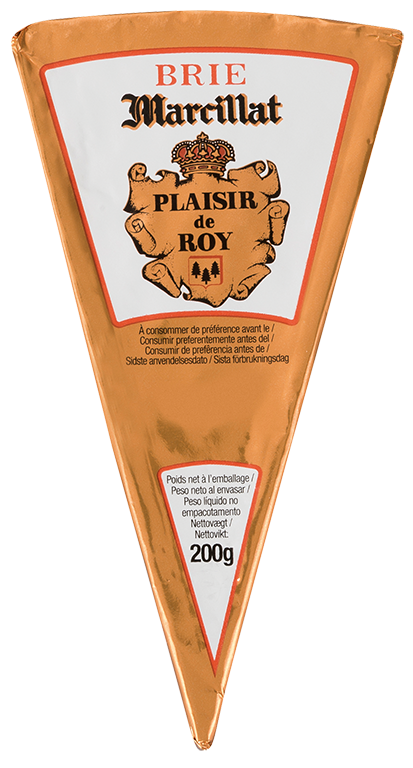 BRIE
Marcillat
PLAISIR
de
ROY
À consommer de préférence avant le /
Consumir preferentemente antes del /
Consumir de preferência antes de /
Sidste anvendelsesdato / Sista förbrukningsdag
Poids net à l'emballage /
Peso neto al envasar /
Peso líquido no
empacotamento
Nettovægt /
Nettovikt:
200g